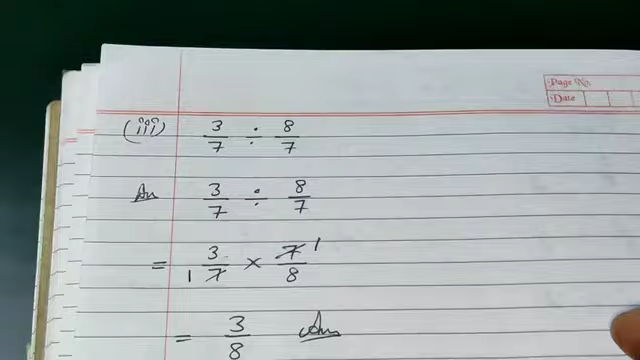 Page No.
Date
(iii) 3/7 ÷ 8/7
An 3/7 ÷ 8/7
= 3/7 1 × 7/8 1
= 3/8 Ans